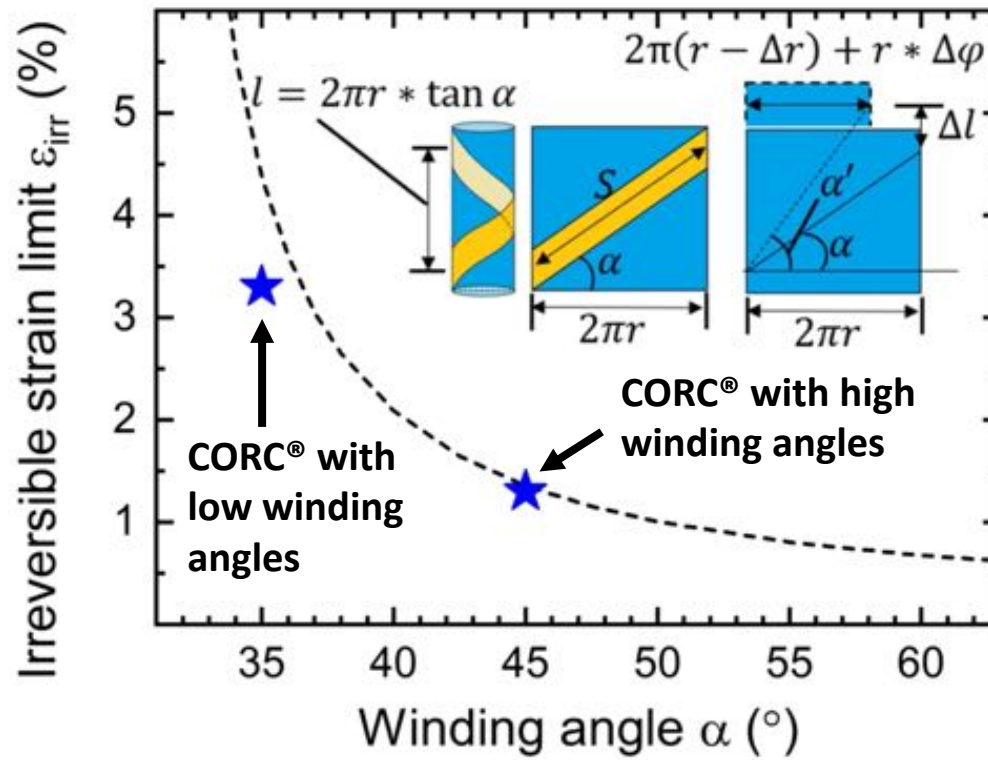 Irreversible strain limit εirr (%)
5
4
3
2
1
l = 2πr * tan α
S
α
2πr
2π(r − Δr) + r * Δφ
Δl
α′
α
2πr
CORC® with
low winding
angles
CORC® with high
winding angles
35
40
45
50
55
60
Winding angle α (°)